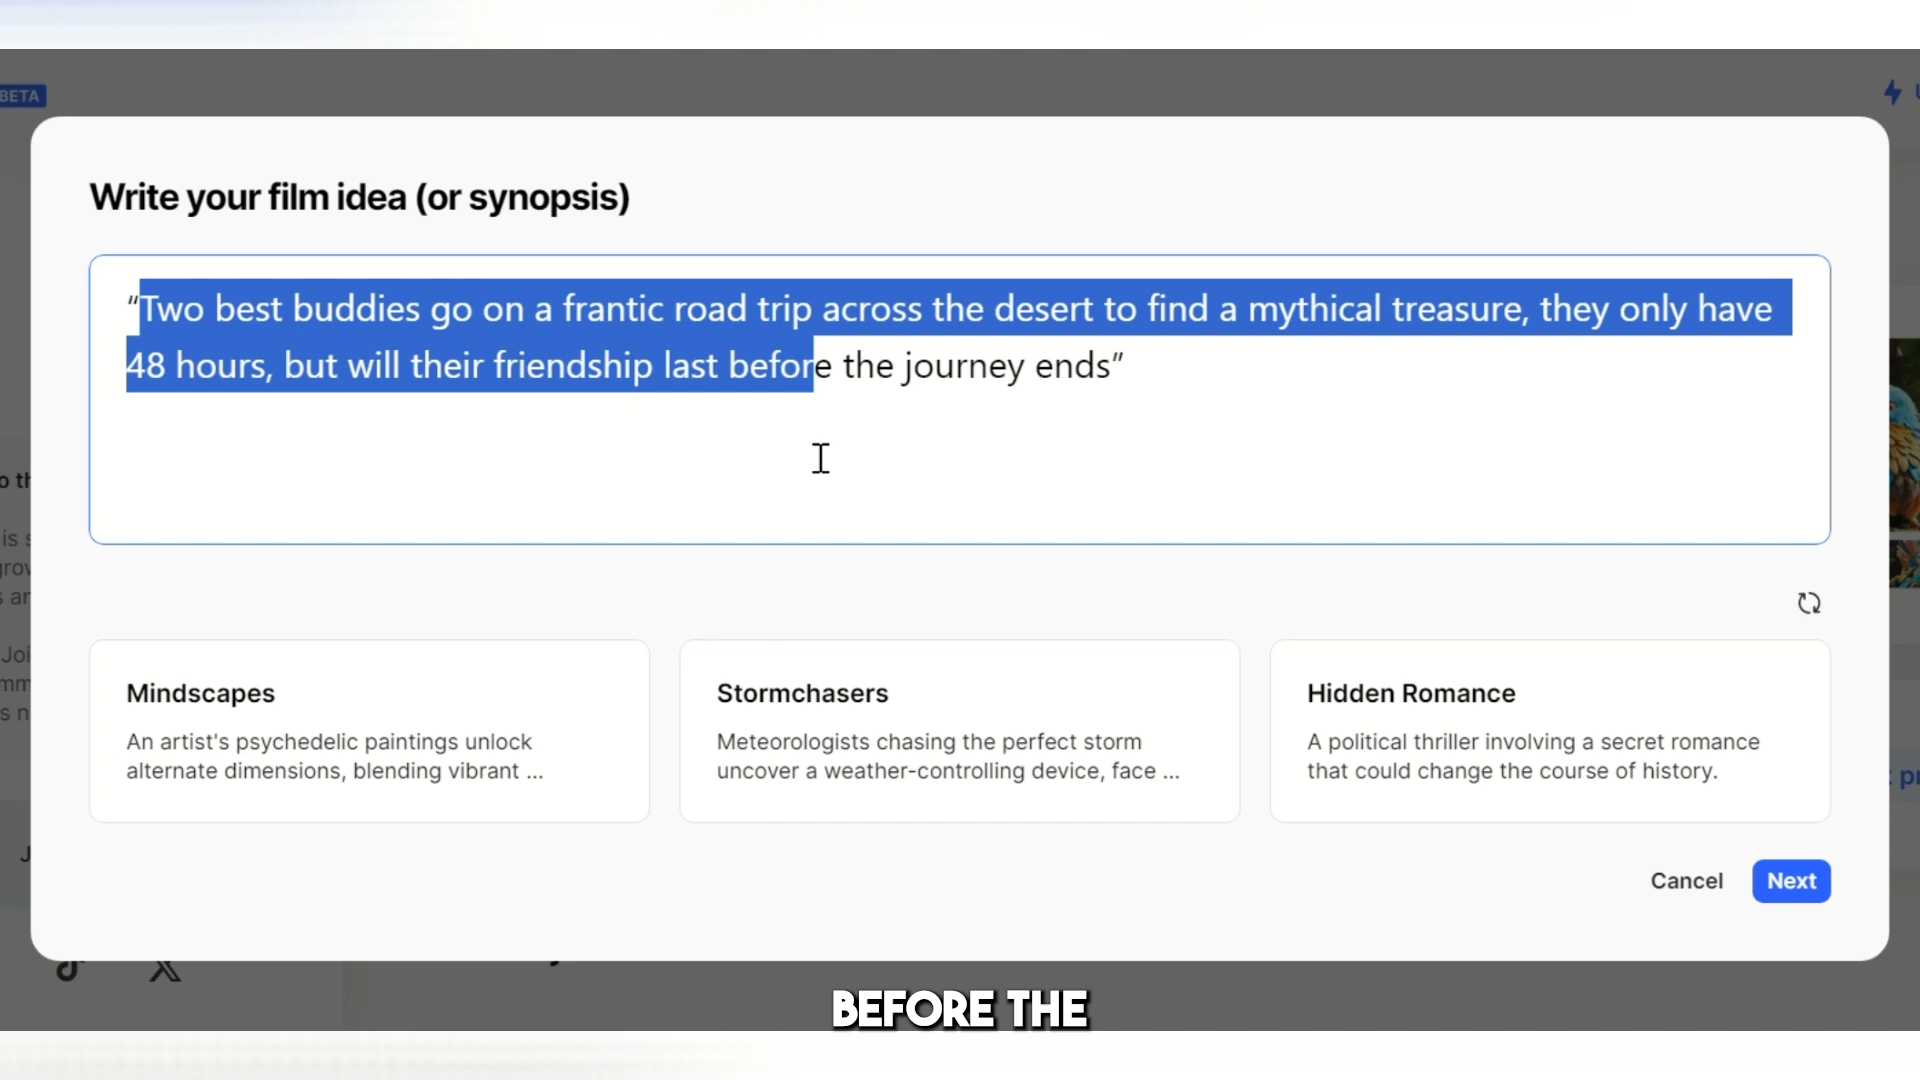 BETA
Write your film idea (or synopsis)
“Two best buddies go on a frantic road trip across the desert to find a mythical treasure, they only have
48 hours, but will their friendship last before the journey ends”
Mindscapes
An artist's psychedelic paintings unlock
alternate dimensions, blending vibrant ...
Stormchasers
Meteorologists chasing the perfect storm
uncover a weather-controlling device, face ...
Hidden Romance
A political thriller involving a secret romance
that could change the course of history.
Cancel
Next
BEFORE THE